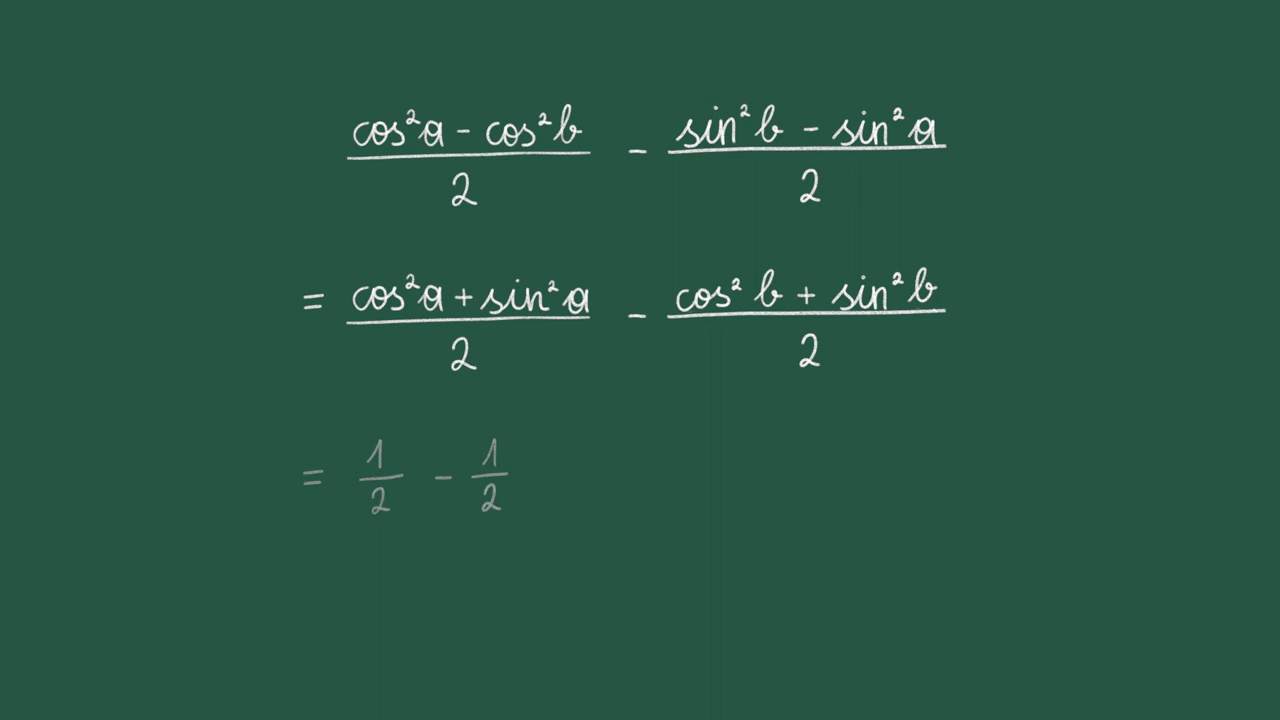 (cos²a - cos²b)/2 - (sin²b - sin²a)/2
= (cos²a + sin²a)/2 - (cos²b + sin²b)/2
= 1/2 - 1/2